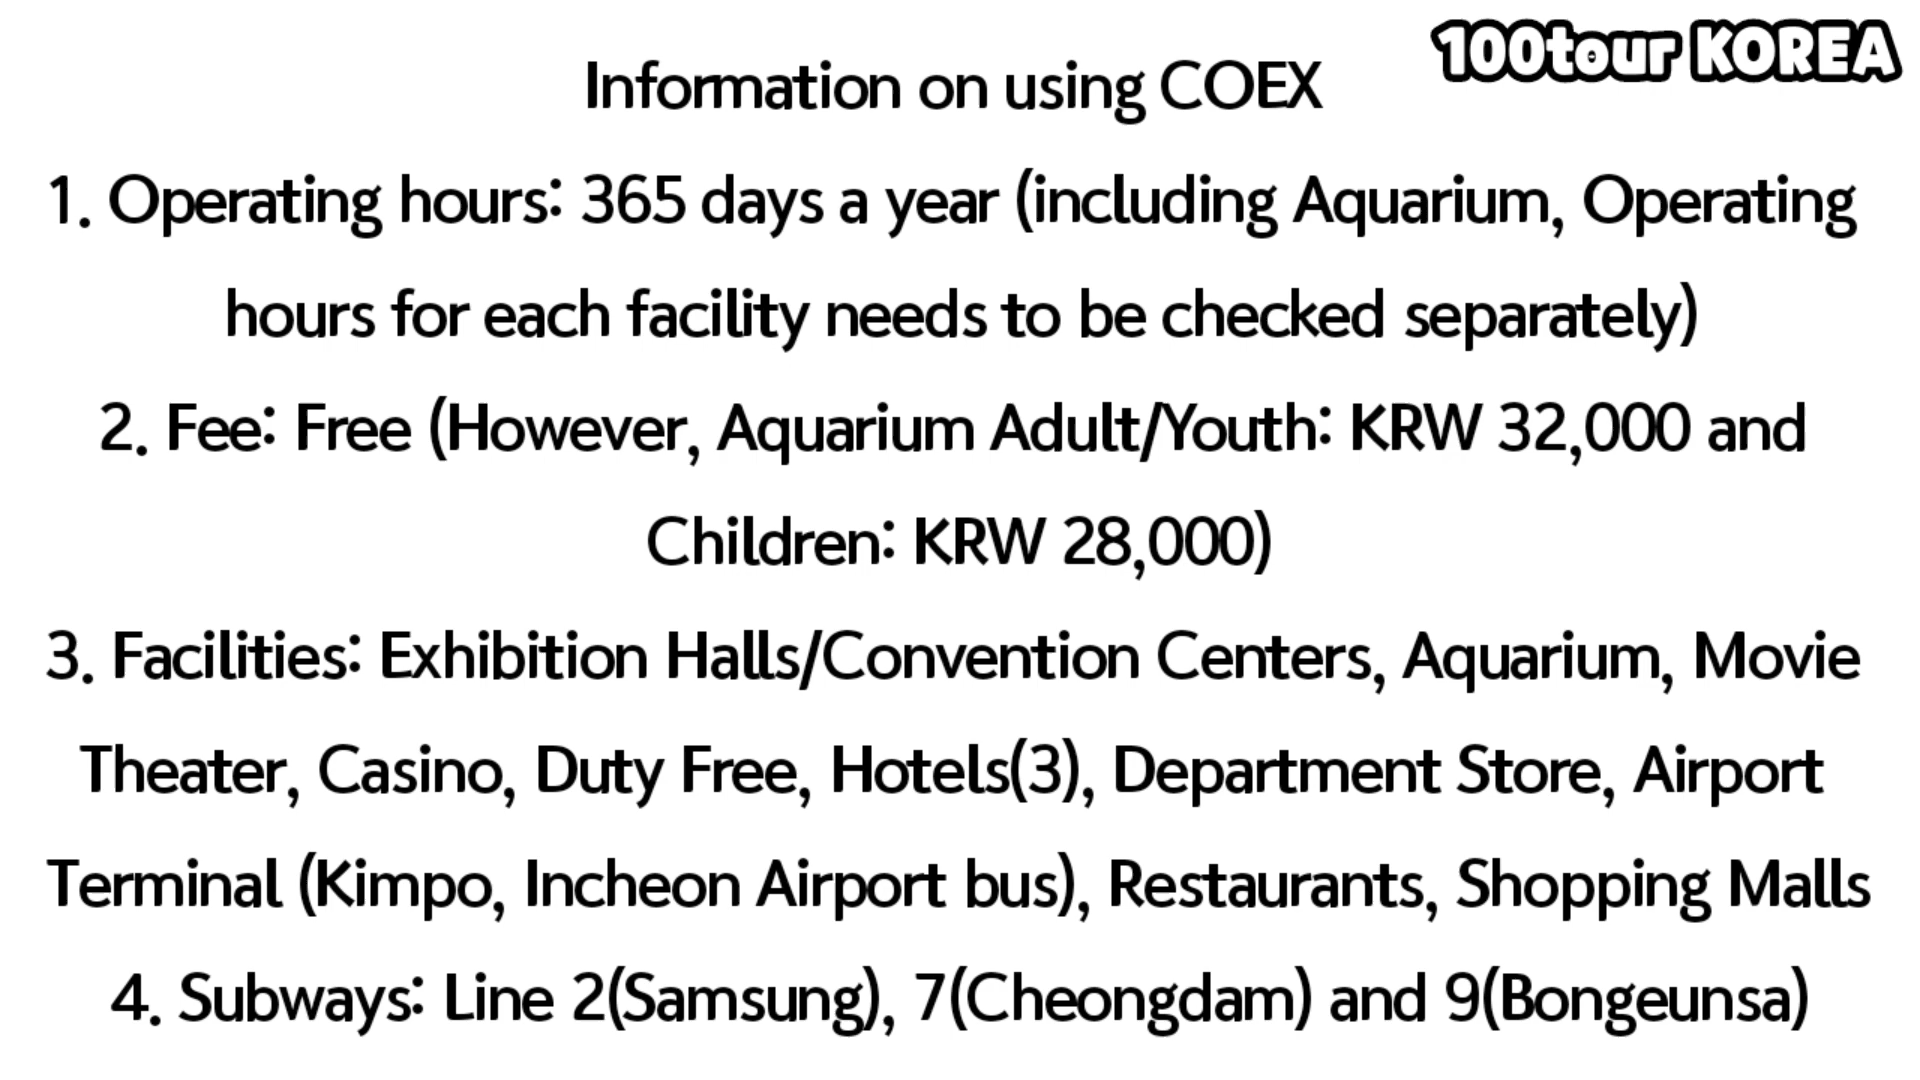 100tour KOREA
Information on using COEX
1. Operating hours: 365 days a year (including Aquarium, Operating
hours for each facility needs to be checked separately)
2. Fee: Free (However, Aquarium Adult/Youth: KRW 32,000 and
Children: KRW 28,000)
3. Facilities: Exhibition Halls/Convention Centers, Aquarium, Movie
Theater, Casino, Duty Free, Hotels(3), Department Store, Airport
Terminal (Kimpo, Incheon Airport bus), Restaurants, Shopping Malls
4. Subways: Line 2(Samsung), 7(Cheongdam) and 9(Bongeunsa)